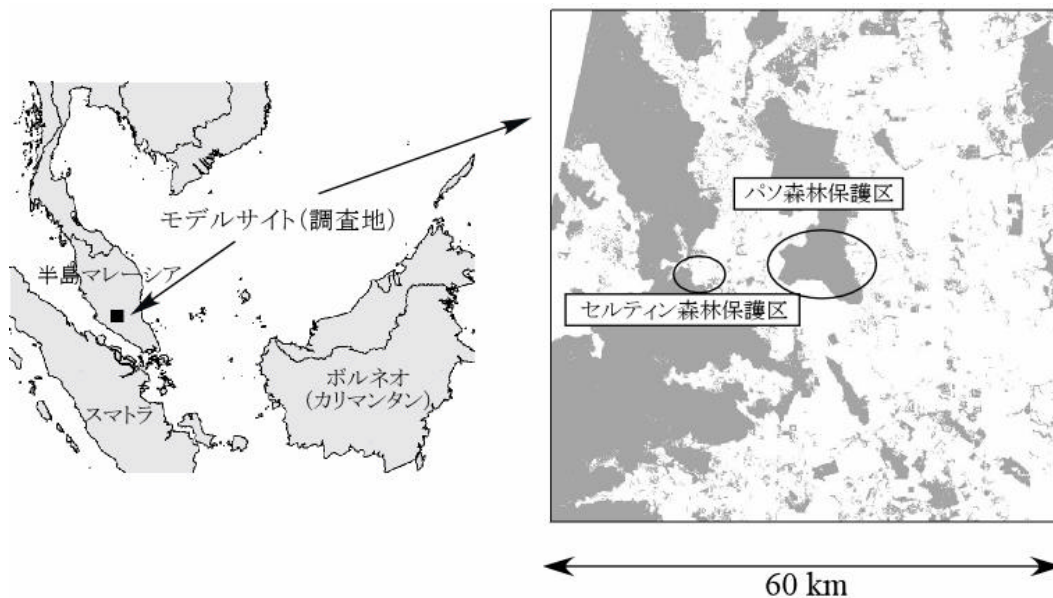 モデルサイト(調査地)
半島マレーシア
スマトラ
ボルネオ
(カリマンタン)
パソ森林保護区
セルティン森林保護区
60 km